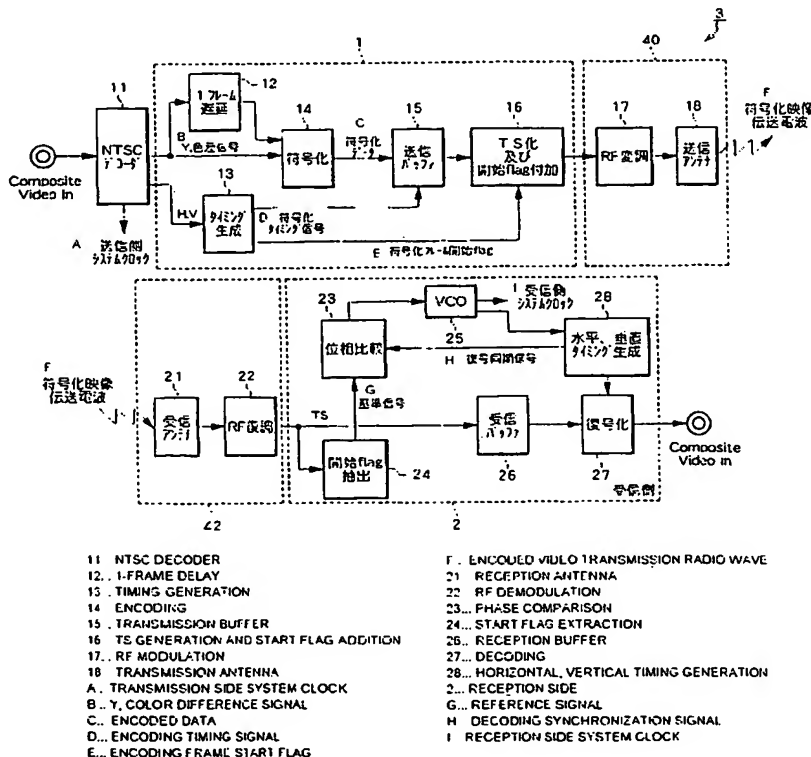 3
1
40
11
12
1フレーム
遅延
NTSC
デコーダ
B
Y,色差信号
14
符号化
C
符号化
データ
15
送信
バッファ
16
T S 化
及び
開始flag付加
17
RF変調
18
送信
アンテナ
F
符号化映像
伝送電波
Composite
Video In
H,V
13
タイミング
生成
D 符号化
タイミング信号
E 符号化フレーム開始flag
A 送信側
システムクロック
23
位相比較
VCO
25
I 受信側
システムクロック
28
水平、垂直
タイミング生成
H 復号同期信号
G
基準信号
F
符号化映像
伝送電波
21
受信
アンテナ
22
RF復調
TS
開始flag
抽出
24
受信
バッファ
26
復号化
27
Composite
Video In
受信側
42
2
11 NTSC DECODER
12.. 1-FRAME DELAY
13. TIMING GENERATION
14 ENCODING
15. TRANSMISSION BUFFER
16 TS GENERATION AND START FLAG ADDITION
17.. RF MODULATION
18 TRANSMISSION ANTENNA
A. TRANSMISSION SIDE SYSTEM CLOCK
B.. Y, COLOR DIFFERENCE SIGNAL
C... ENCODED DATA
D... ENCODING TIMING SIGNAL
E... ENCODING FRAME START FLAG
F. ENCODED VIDEO TRANSMISSION RADIO WAVE
21 RECEPTION ANTENNA
22 RF DEMODULATION
23... PHASE COMPARISON
24... START FLAG EXTRACTION
26... RECEPTION BUFFER
27... DECODING
28... HORIZONTAL, VERTICAL TIMING GENERATION
2... RECEPTION SIDE
G... REFERENCE SIGNAL
H DECODING SYNCHRONIZATION SIGNAL
I RECEPTION SIDE SYSTEM CLOCK